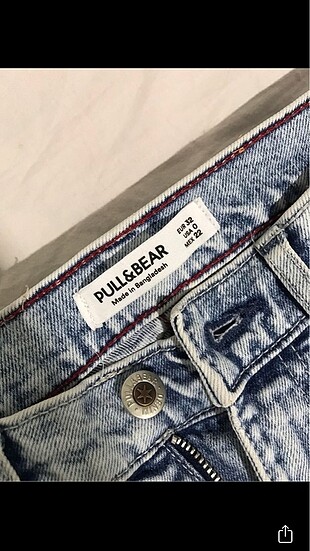 PULL&BEAR
Made in Bangladesh
EUR 32
USA 0
MEX 22